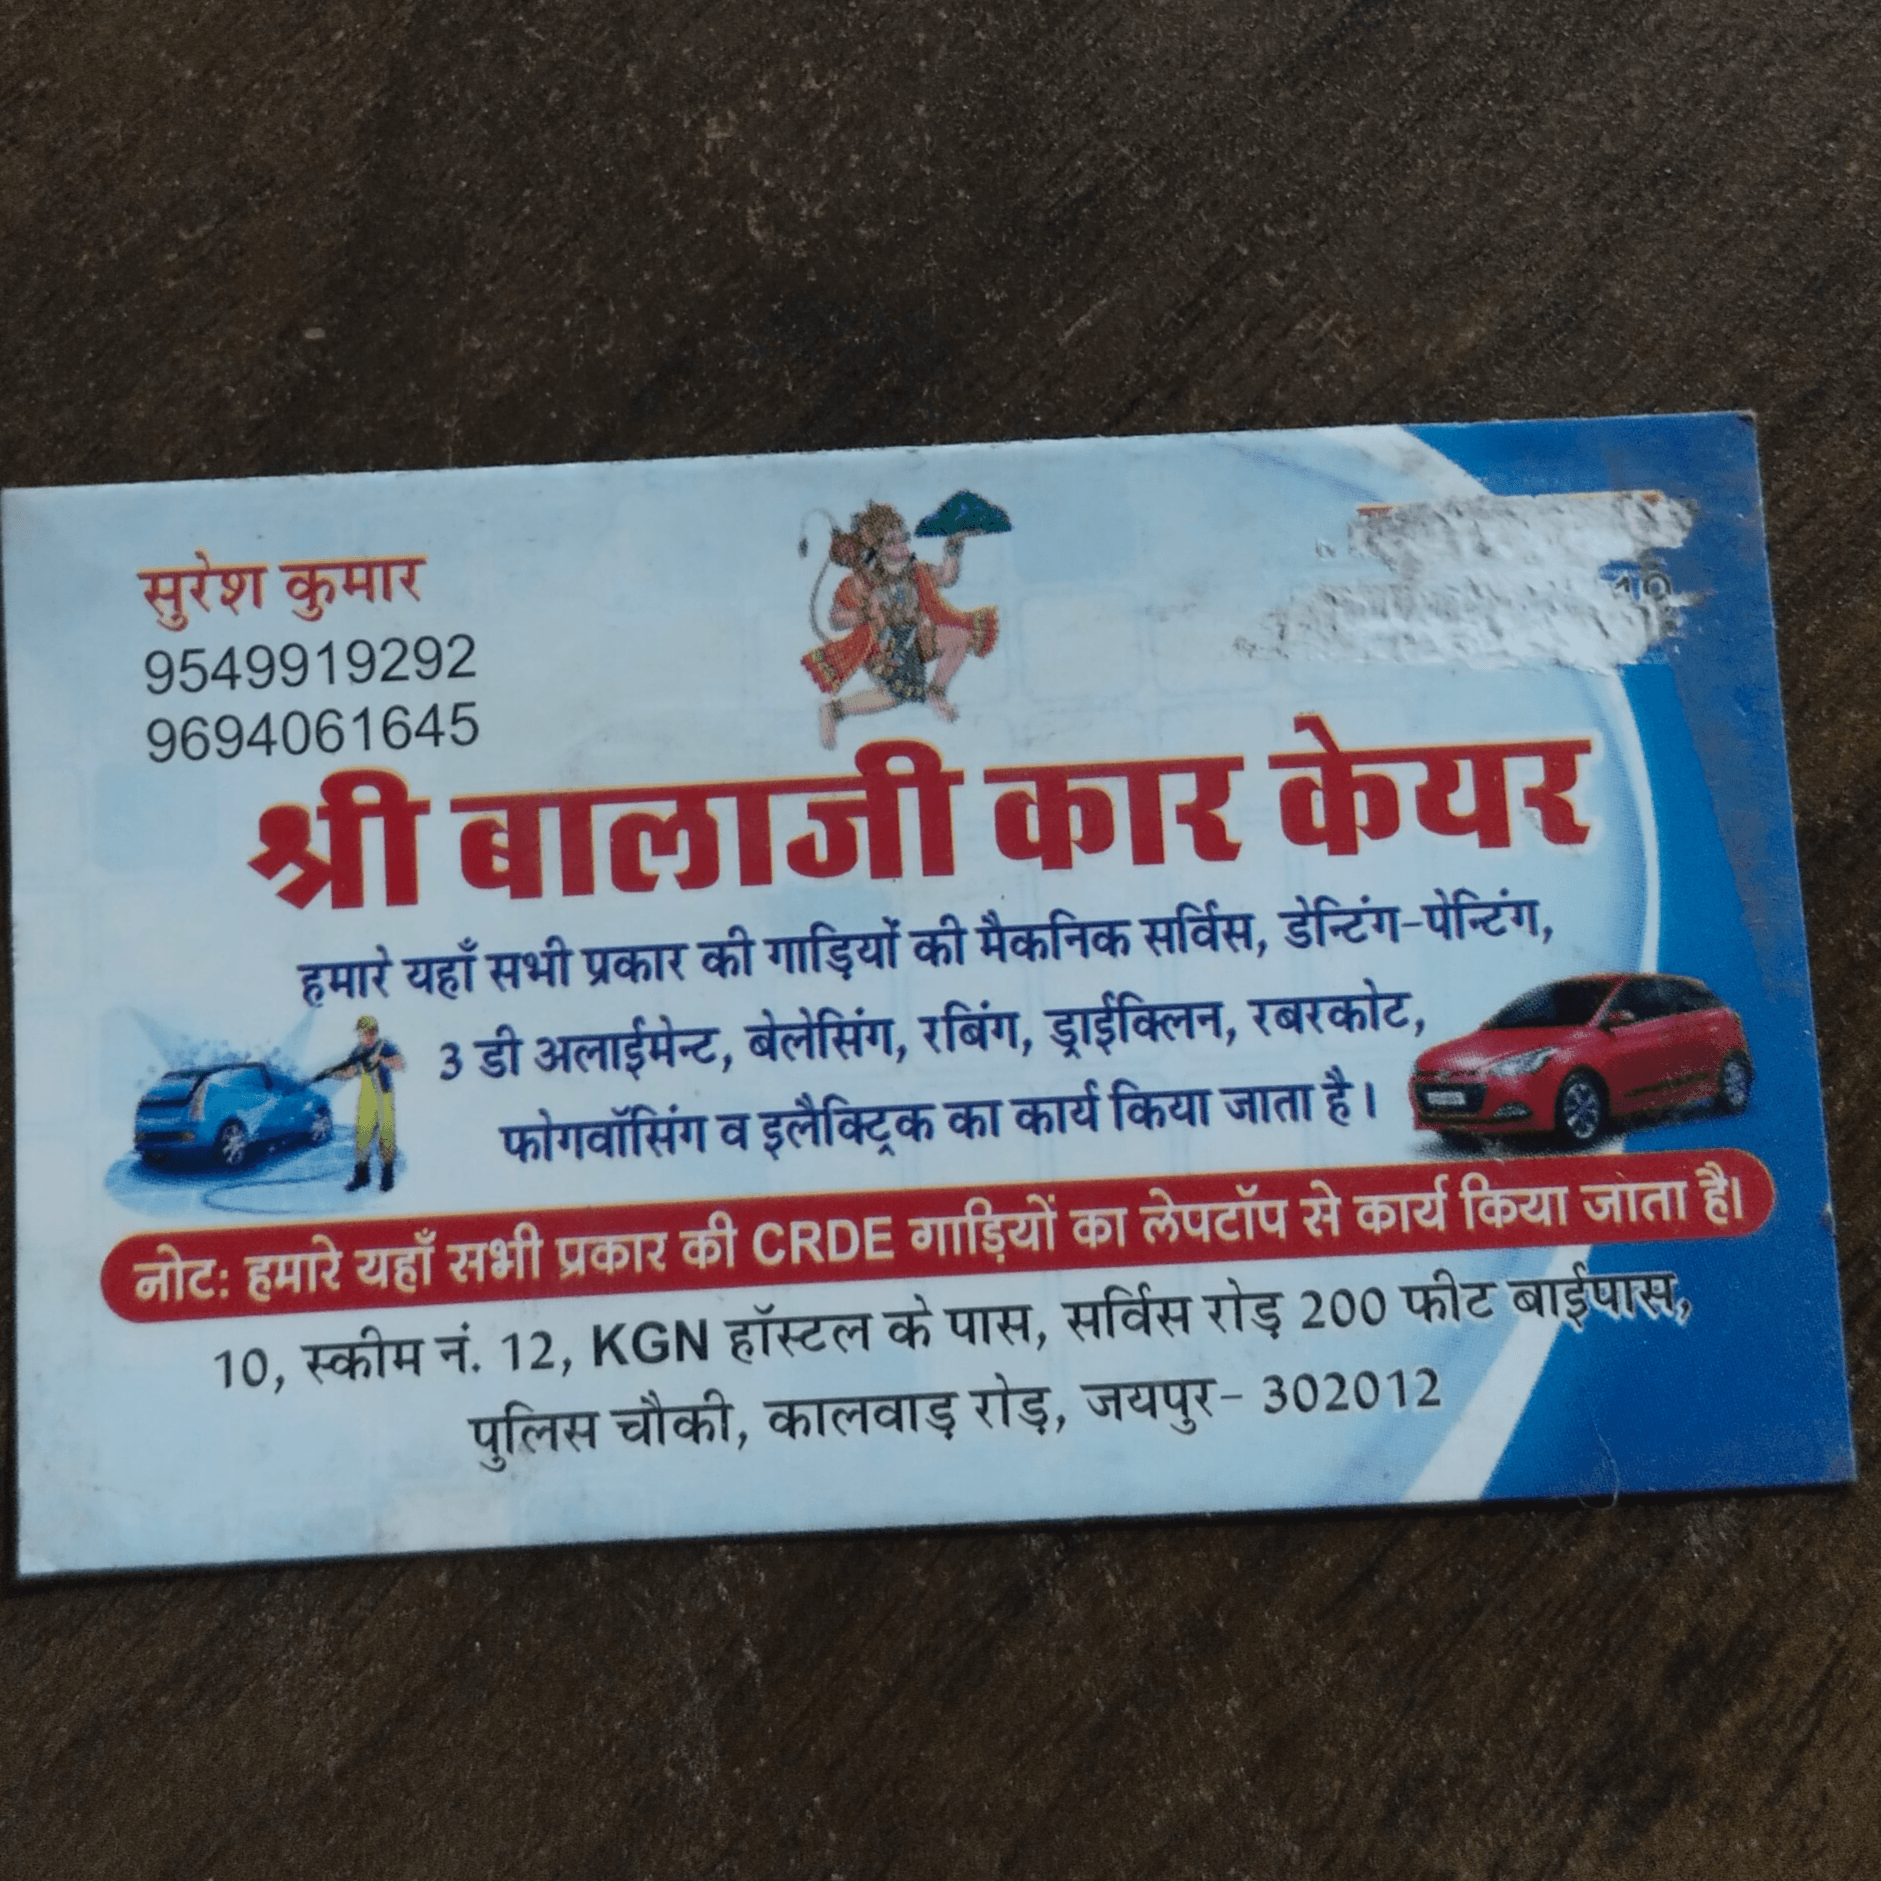 सुरेश कुमार
9549919292
9694061645
श्री बालाजी कार केयर
हमारे यहाँ सभी प्रकार की गाड़ियों की मैकनिक सर्विस, डेन्टिंग-पेन्टिंग,
3 डी अलाईमेन्ट, बेलेसिंग, रबिंग, ड्राईक्लिन, रबरकोट,
फोगवॉसिंग व इलैक्ट्रिक का कार्य किया जाता है।
नोट: हमारे यहाँ सभी प्रकार की CRDE गाड़ियों का लेपटॉप से कार्य किया जाता है।
10, स्कीम नं. 12, KGN हॉस्टल के पास, सर्विस रोड़ 200 फीट बाईपास,
पुलिस चौकी, कालवाड़ रोड़, जयपुर- 302012